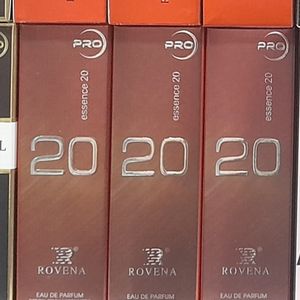 PRO
essence 20
20
ROVENA
EAU DE PARFUM
PRO
essence 20
20
ROVENA
EAU DE PARFUM
PRO
essence 20
20
ROVENA
EAU DE PARFUM
L